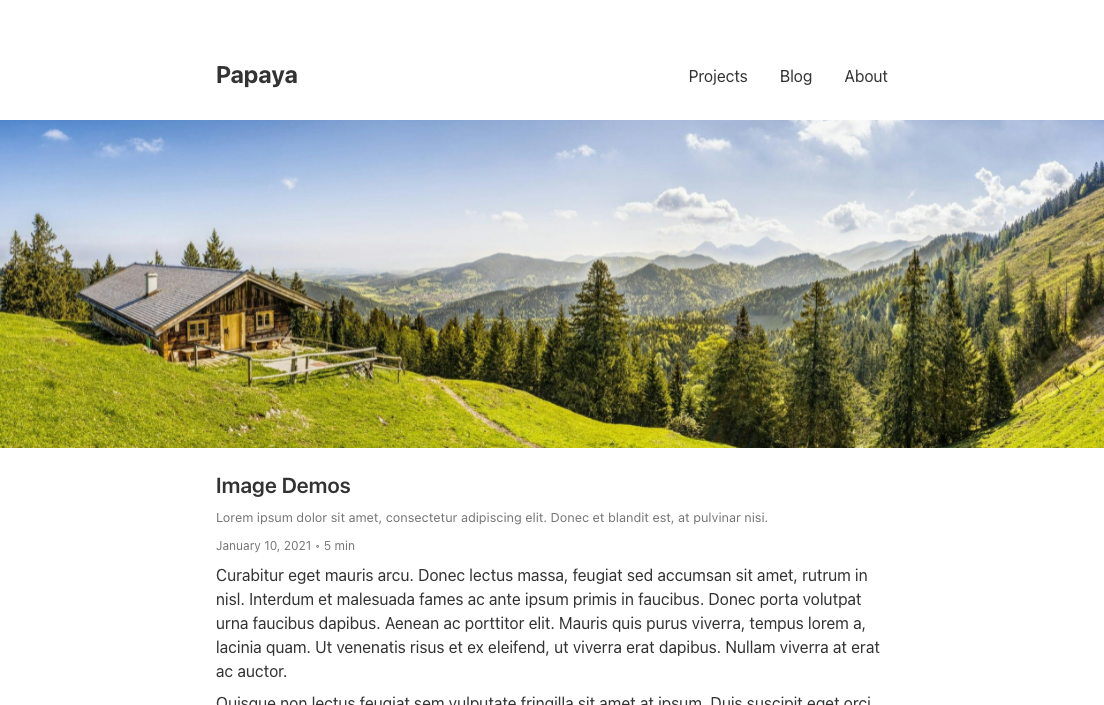 Papaya
Projects Blog About
Image Demos
Lorem ipsum dolor sit amet, consectetur adipiscing elit. Donec et blandit est, at pulvinar nisi.
January 10, 2021 • 5 min
Curabitur eget mauris arcu. Donec lectus massa, feugiat sed accumsan sit amet, rutrum in
nisl. Interdum et malesuada fames ac ante ipsum primis in faucibus. Donec porta volutpat
urna faucibus dapibus. Aenean ac porttitor elit. Mauris quis purus viverra, tempus lorem a,
lacinia quam. Ut venenatis risus et ex eleifend, ut viverra erat dapibus. Nullam viverra at erat
ac auctor.
Quisque non lectus feugiat sem vulputate fringilla sit amet at ipsum. Duis suscipit eget orci